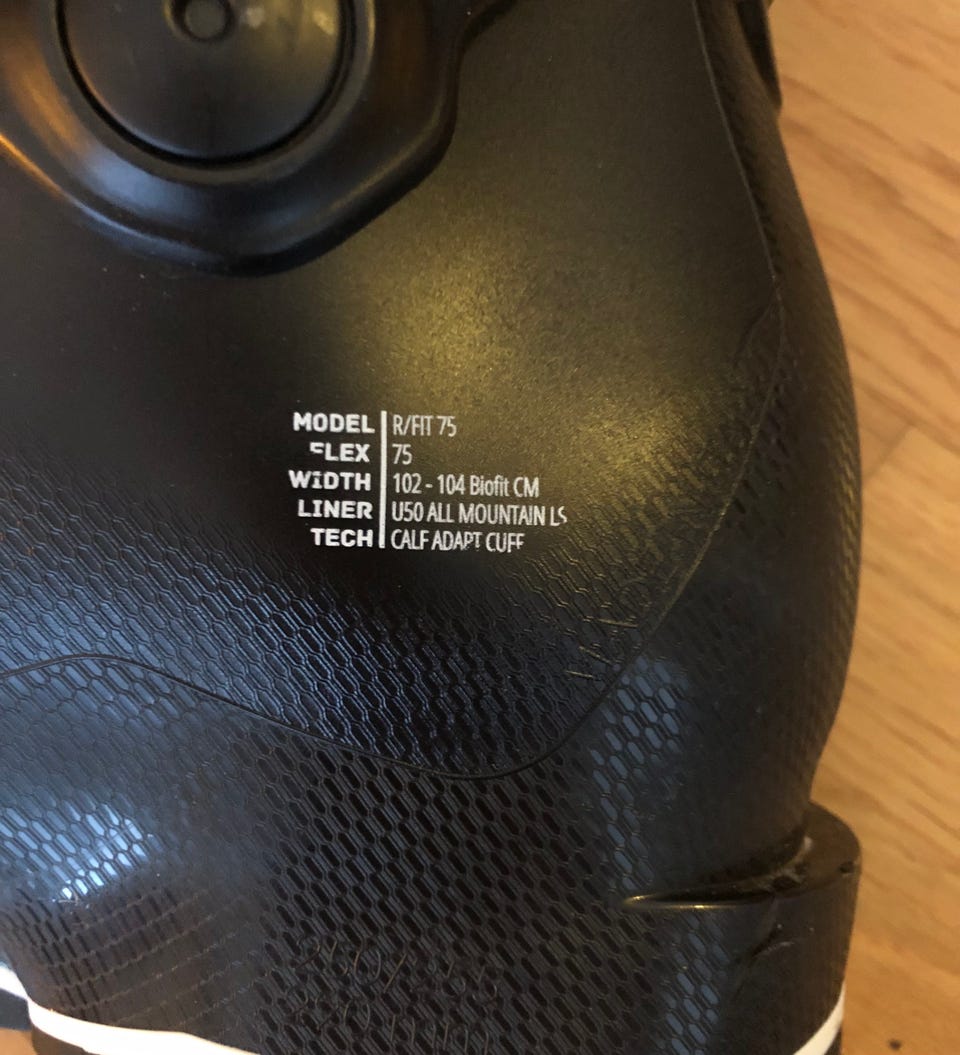 MODEL R/FIT 75
FLEX 75
WIDTH 102 - 104 Biofit CM
LINER U50 ALL MOUNTAIN LS
TECH CALF ADAPT CUFF